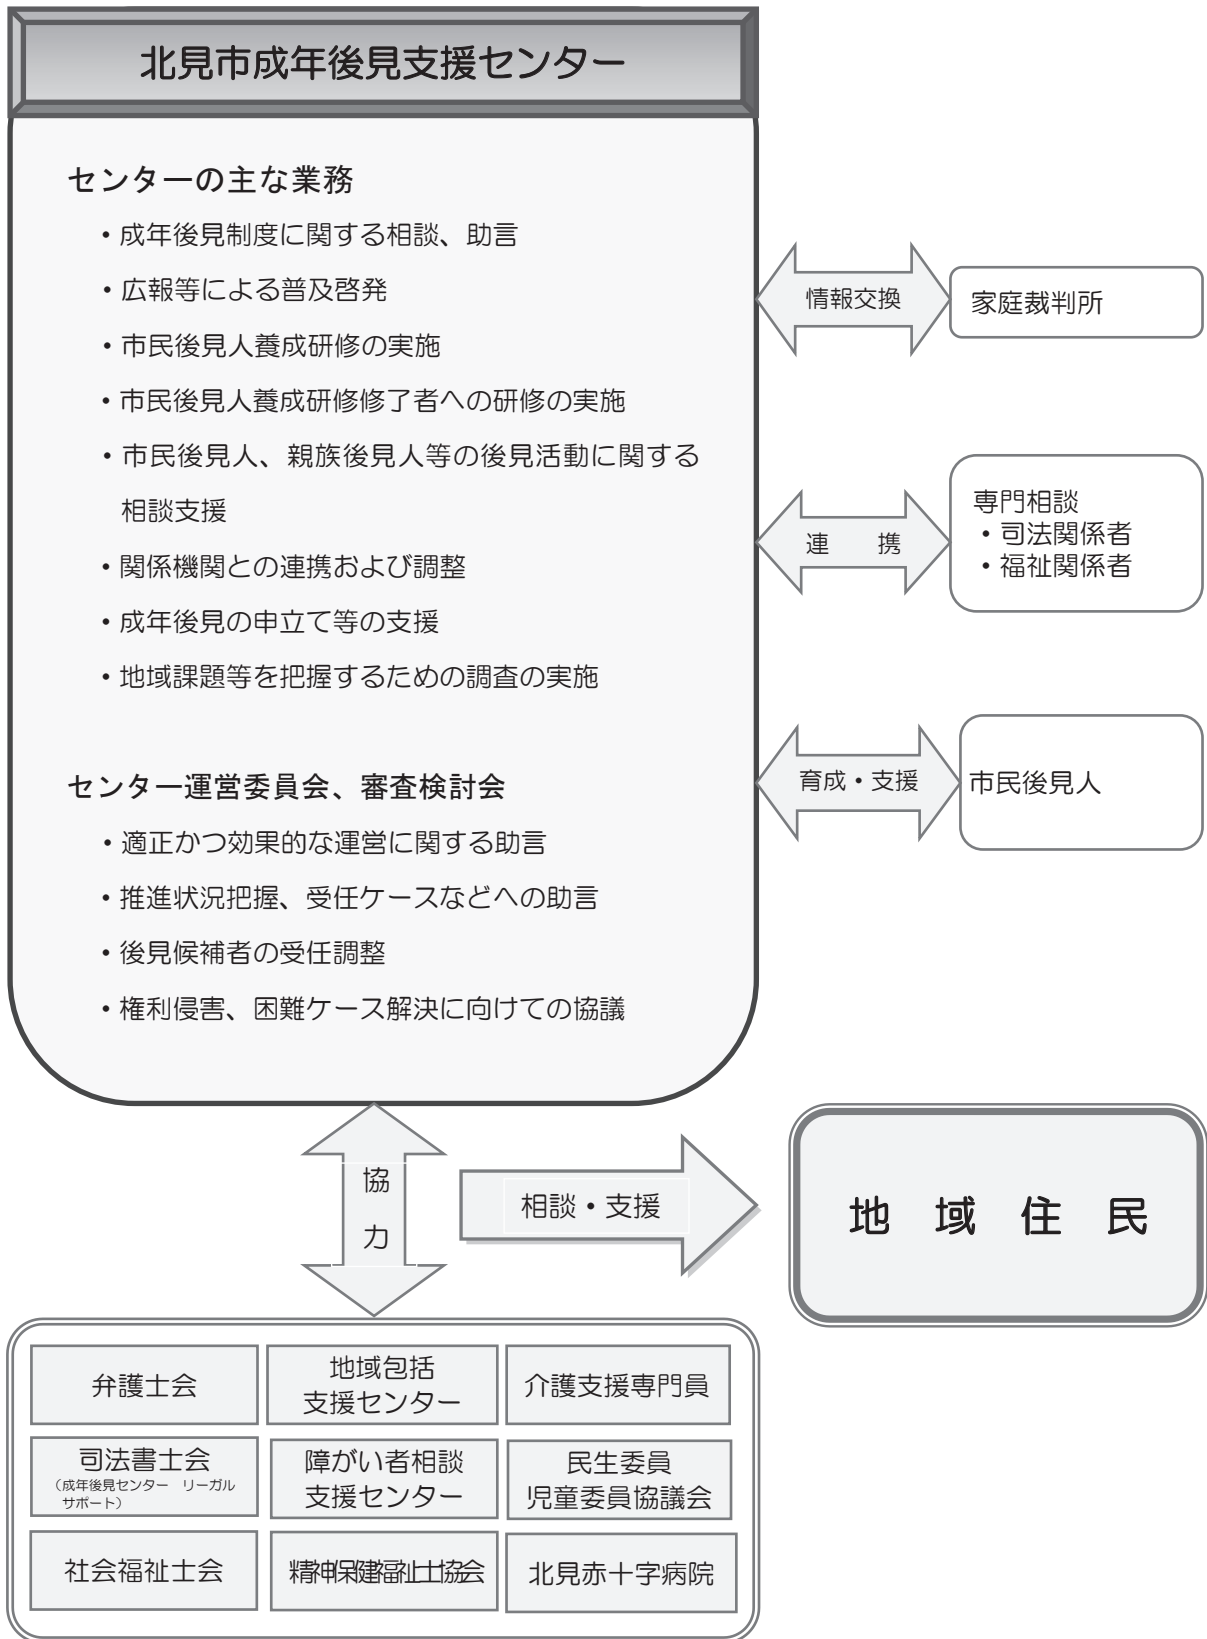 北見市成年後見支援センター
センターの主な業務
・成年後見制度に関する相談、助言
・広報等による普及啓発
・市民後見人養成研修の実施
・市民後見人養成研修修了者への研修の実施
・市民後見人、親族後見人等の後見活動に関する
相談支援
・関係機関との連携および調整
・成年後見の申立て等の支援
・地域課題等を把握するための調査の実施
センター運営委員会、審査検討会
・適正かつ効果的な運営に関する助言
・推進状況把握、受任ケースなどへの助言
・後見候補者の受任調整
・権利侵害、困難ケース解決に向けての協議
情報交換
家庭裁判所
連　携
専門相談
・司法関係者
・福祉関係者
育成・支援
市民後見人
協
力
相談・支援
地　域　住　民
弁護士会
地域包括
支援センター
介護支援専門員
司法書士会
（成年後見センター　リーガル
サポート）
障がい者相談
支援センター
民生委員
児童委員協議会
社会福祉士会
精神保健福祉士協会
北見赤十字病院